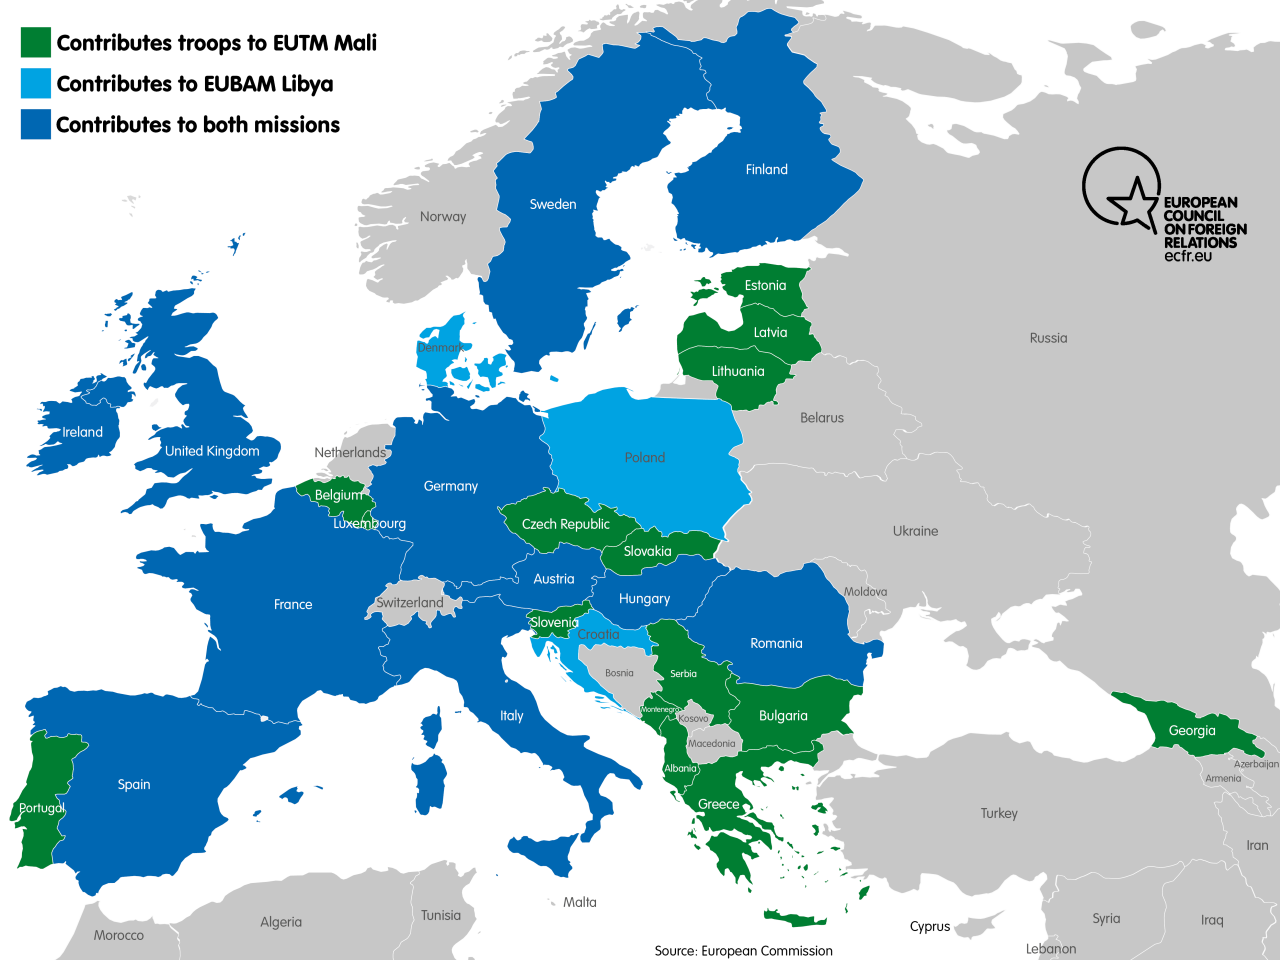 Contributes troops to EUTM Mali
Contributes to EUBAM Libya
Contributes to both missions
EUROPEAN
COUNCIL
ON FOREIGN
RELATIONS
ecfr.eu
Finland
Sweden
Norway
Estonia
Latvia
Lithuania
Russia
Denmark
Belarus
Ireland
United Kingdom
Netherlands
Poland
Germany
Belgium
Luxembourg
Czech Republic
Ukraine
Slovakia
Austria
Hungary
Moldova
France
Switzerland
Slovenia
Croatia
Romania
Bosnia
Serbia
Montenegro
Kosovo
Bulgaria
Italy
Macedonia
Georgia
Albania
Azerbaijan
Armenia
Spain
Portugal
Greece
Turkey
Iran
Malta
Cyprus
Syria
Iraq
Tunisia
Algeria
Morocco
Lebanon
Source: European Commission